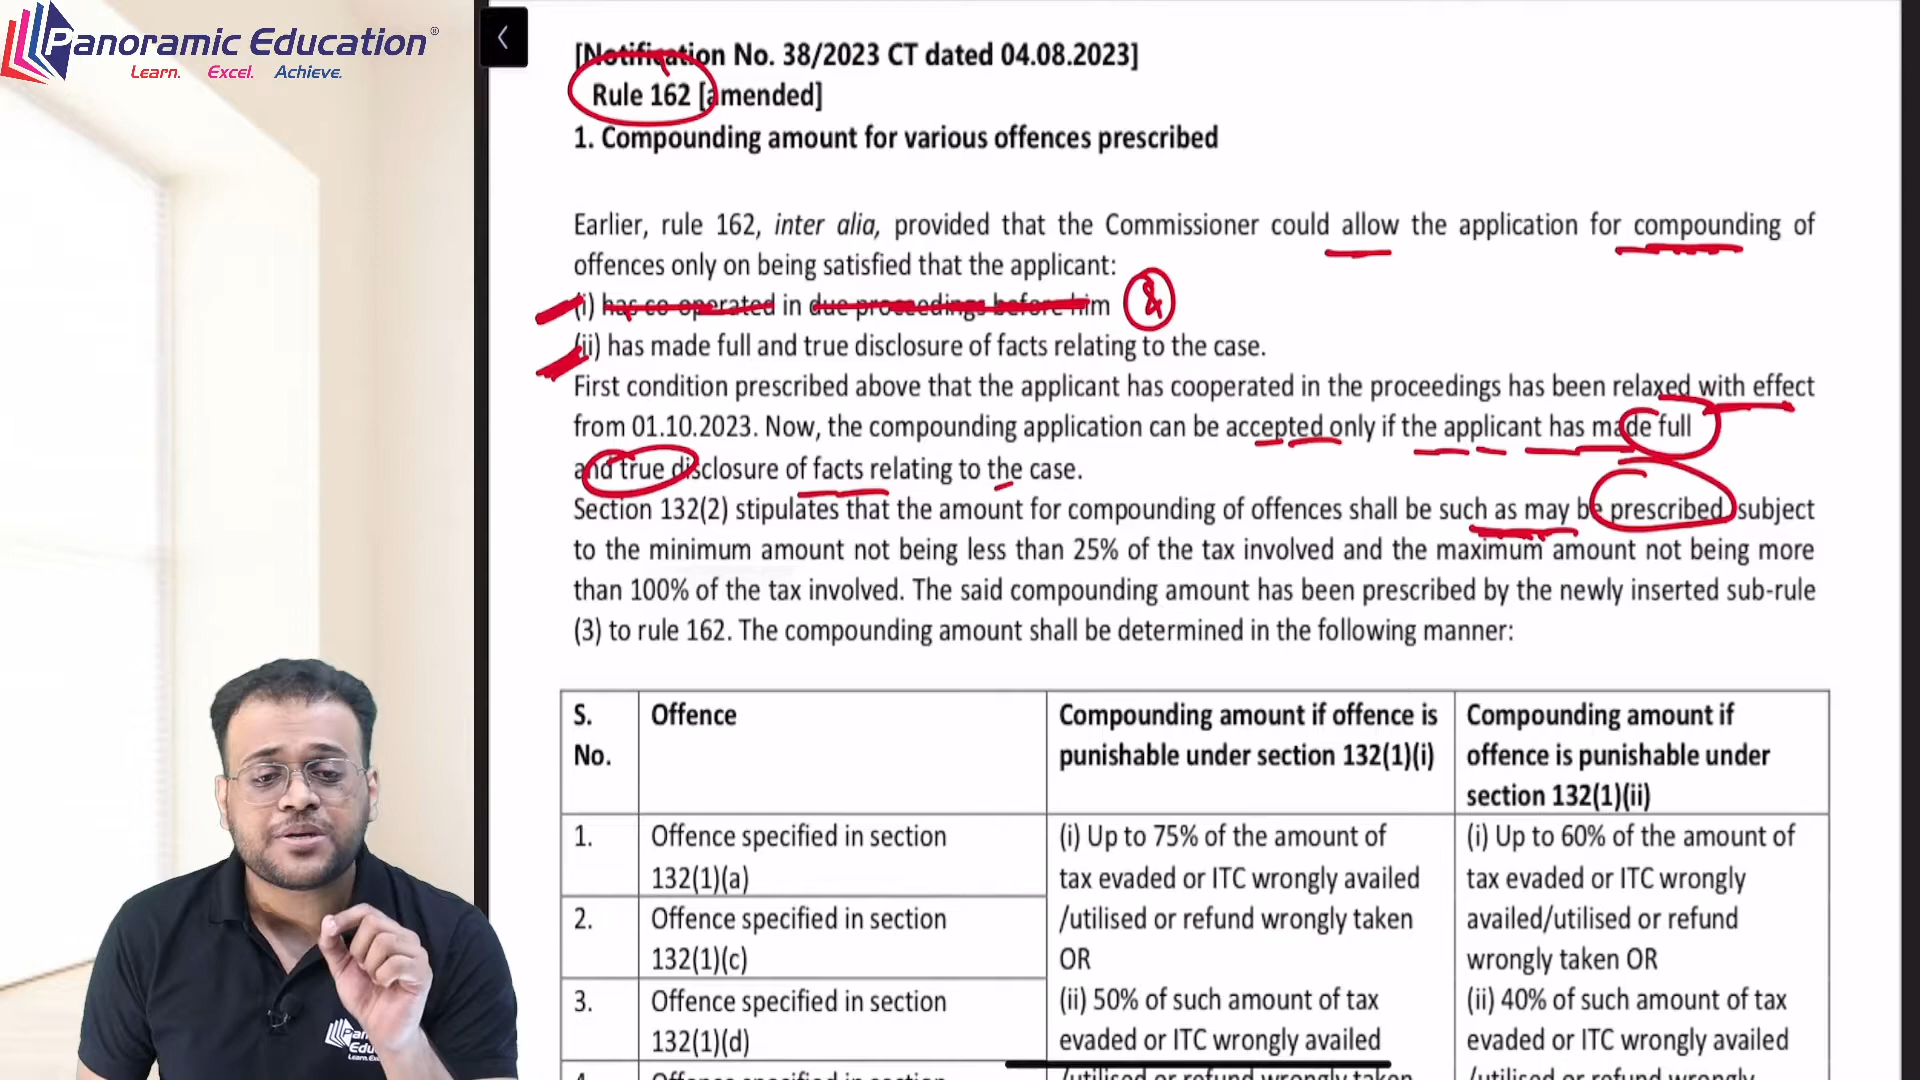 Panoramic Education®
Learn. Excel. Achieve.
[Notification No. 38/2023 CT dated 04.08.2023]
Rule 162 [amended]
1. Compounding amount for various offences prescribed
Earlier, rule 162, inter alia, provided that the Commissioner could allow the application for compounding of
offences only on being satisfied that the applicant:
(i) has co operated in due proceedings before him &
(ii) has made full and true disclosure of facts relating to the case.
First condition prescribed above that the applicant has cooperated in the proceedings has been relaxed with effect
from 01.10.2023. Now, the compounding application can be accepted only if the applicant has made full
and true disclosure of facts relating to the case.
Section 132(2) stipulates that the amount for compounding of offences shall be such as may be prescribed subject
to the minimum amount not being less than 25% of the tax involved and the maximum amount not being more
than 100% of the tax involved. The said compounding amount has been prescribed by the newly inserted sub-rule
(3) to rule 162. The compounding amount shall be determined in the following manner:
S.
No.
Offence
Compounding amount if offence is
punishable under section 132(1)(i)
Compounding amount if
offence is punishable under
section 132(1)(ii)
1.
Offence specified in section
132(1)(a)
2.
Offence specified in section
132(1)(c)
3.
Offence specified in section
132(1)(d)
4.
Offence specified in section
(i) Up to 75% of the amount of
tax evaded or ITC wrongly availed
/utilised or refund wrongly taken
OR
(ii) 50% of such amount of tax
evaded or ITC wrongly availed
/utilised or refund wrongly taken
(i) Up to 60% of the amount of
tax evaded or ITC wrongly
availed/utilised or refund
wrongly taken OR
(ii) 40% of such amount of tax
evaded or ITC wrongly availed
/utilised or refund wrongly